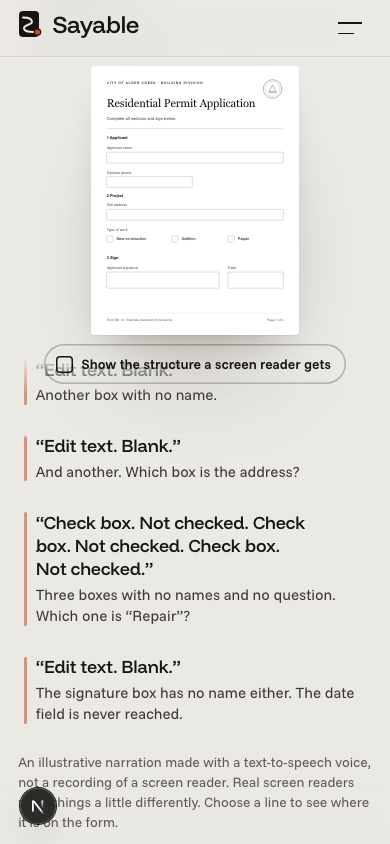 Sayable
CITY OF ALDER CREEK · BUILDING DIVISION
Residential Permit Application
Complete all sections and sign below.
1 Applicant
Applicant name
Daytime phone
2 Project
Site address
Type of work
New construction
Addition
Repair
3 Sign
Applicant signature
Date
Page 1 of
“Edit text. Blank.”
Show the structure a screen reader gets
Another box with no name.
“Edit text. Blank.”
And another. Which box is the address?
“Check box. Not checked. Check
box. Not checked. Check box.
Not checked.”
Three boxes with no names and no question.
Which one is “Repair”?
“Edit text. Blank.”
The signature box has no name either. The date
field is never reached.
An illustrative narration made with a text-to-speech voice,
not a recording of a screen reader. Real screen readers
things a little differently. Choose a line to see where
it is on the form.
N